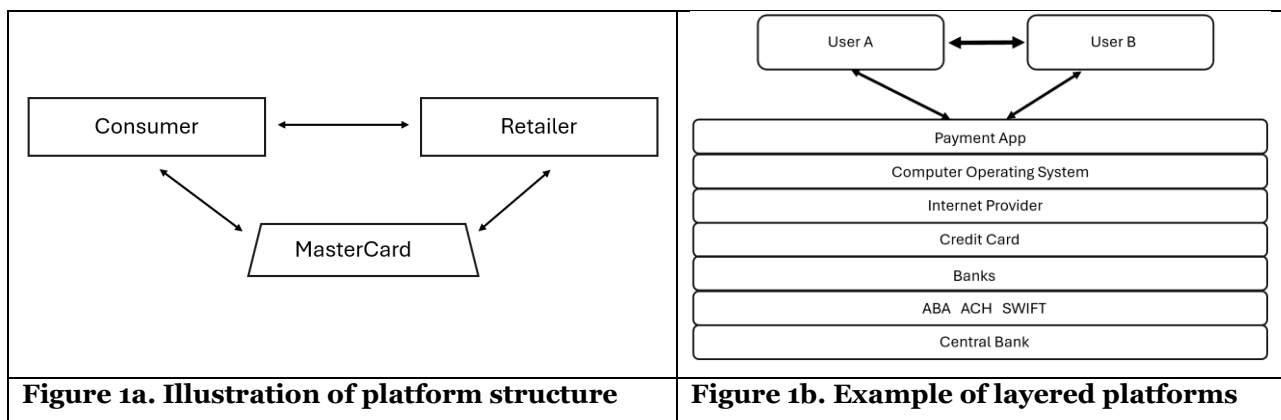 Consumer
Retailer
MasterCard
Figure 1a. Illustration of platform structure
User A
User B
Payment App
Computer Operating System
Internet Provider
Credit Card
Banks
ABA ACH SWIFT
Central Bank
Figure 1b. Example of layered platforms